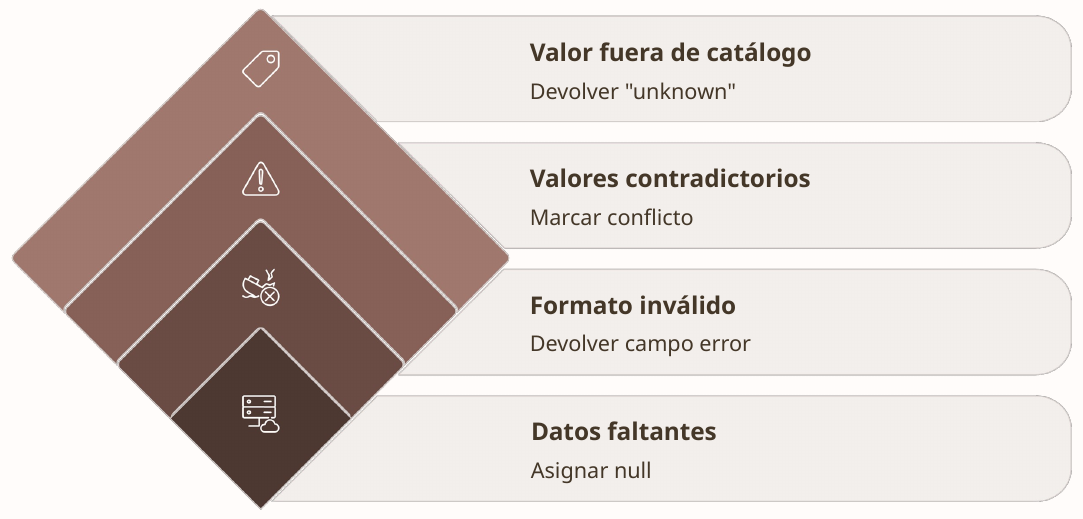 Valor fuera de catálogo
Devolver "unknown"
Valores contradictorios
Marcar conflicto
Formato inválido
Devolver campo error
Datos faltantes
Asignar null